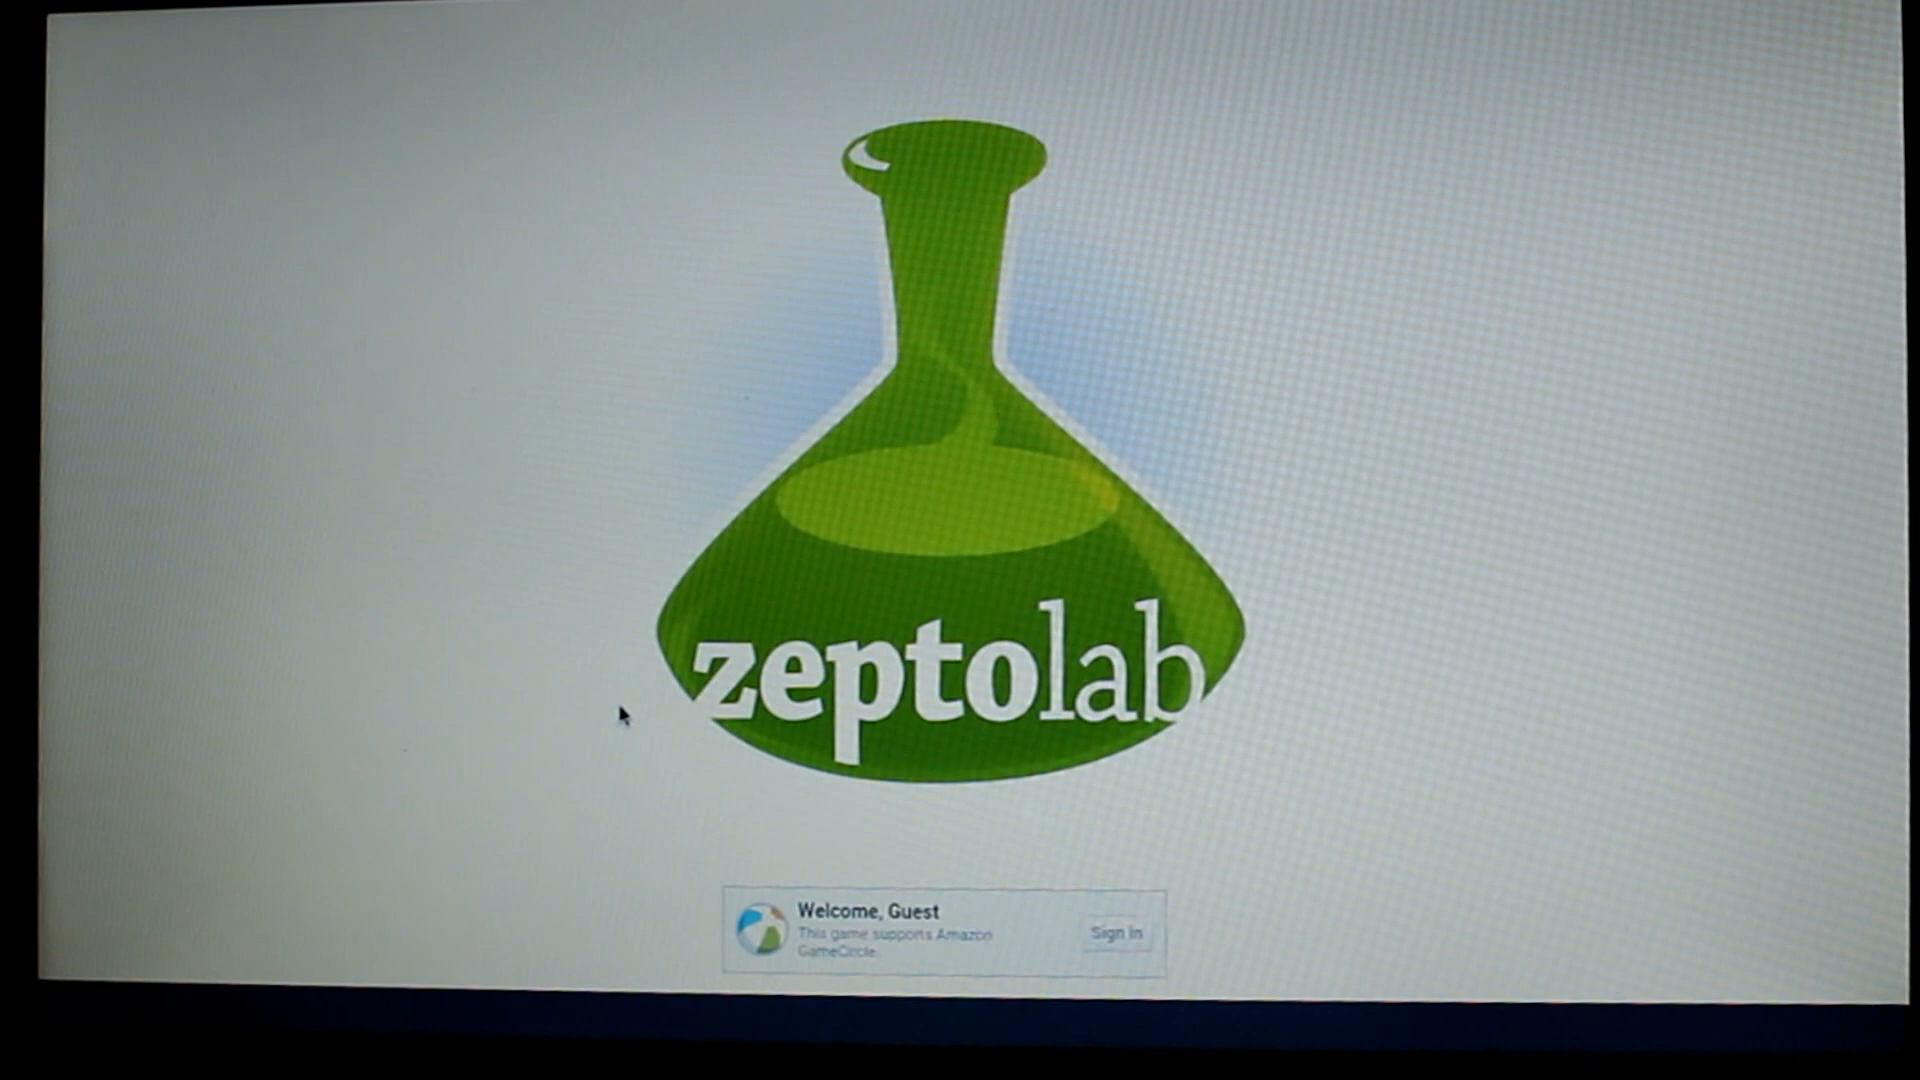 zeptolab
Welcome, Guest
This game supports Amazon
GameCircle.
Sign In